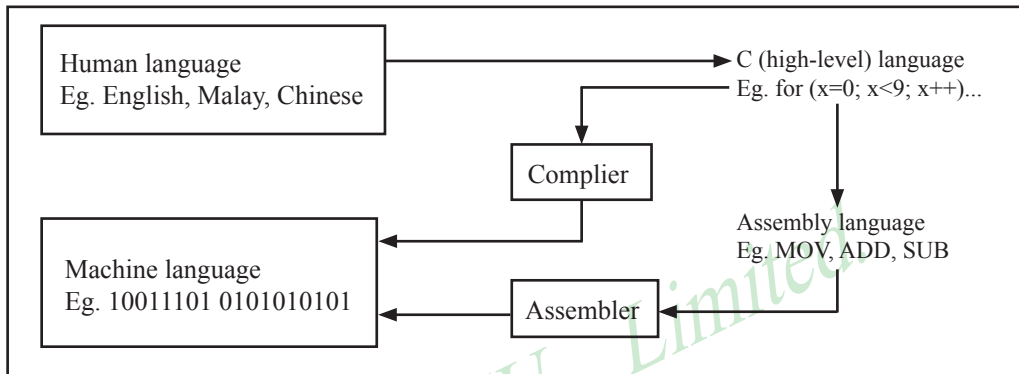 Human language
Eg. English, Malay, Chinese
C (high-level) language
Eg. for (x=0; x<9; x++)...
Complier
Assembly language
Eg. MOV, ADD, SUB
Machine language
Eg. 10011101 0101010101
Assembler
Limited.